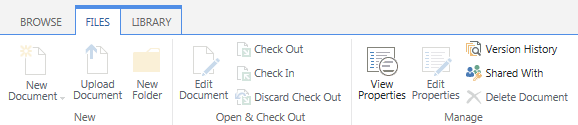 BROWSE FILES LIBRARY
New Document
Upload Document
New Folder
New
Edit Document
Check Out
Check In
Discard Check Out
Open & Check Out
View Properties
Edit Properties
Version History
Shared With
Delete Document
Manage